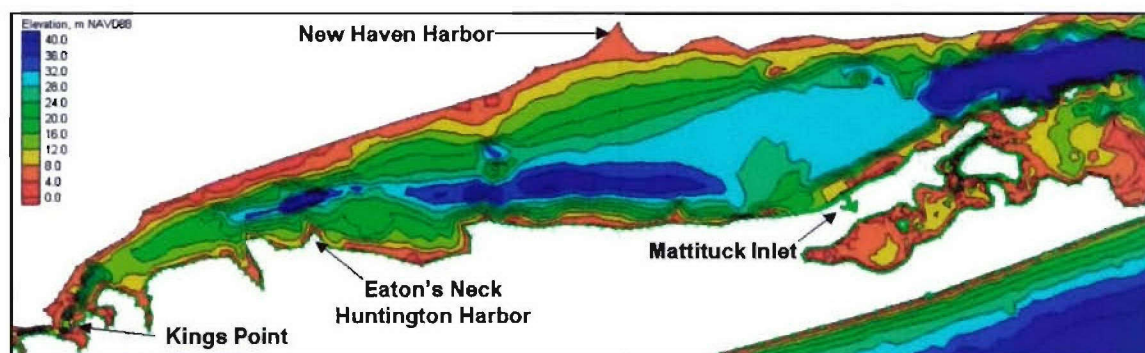 Elevation, m NAVD88
40.0
36.0
32.0
28.0
24.0
20.0
16.0
12.0
8.0
4.0
0.0
New Haven Harbor
Mattituck Inlet
Eaton's Neck
Huntington Harbor
Kings Point